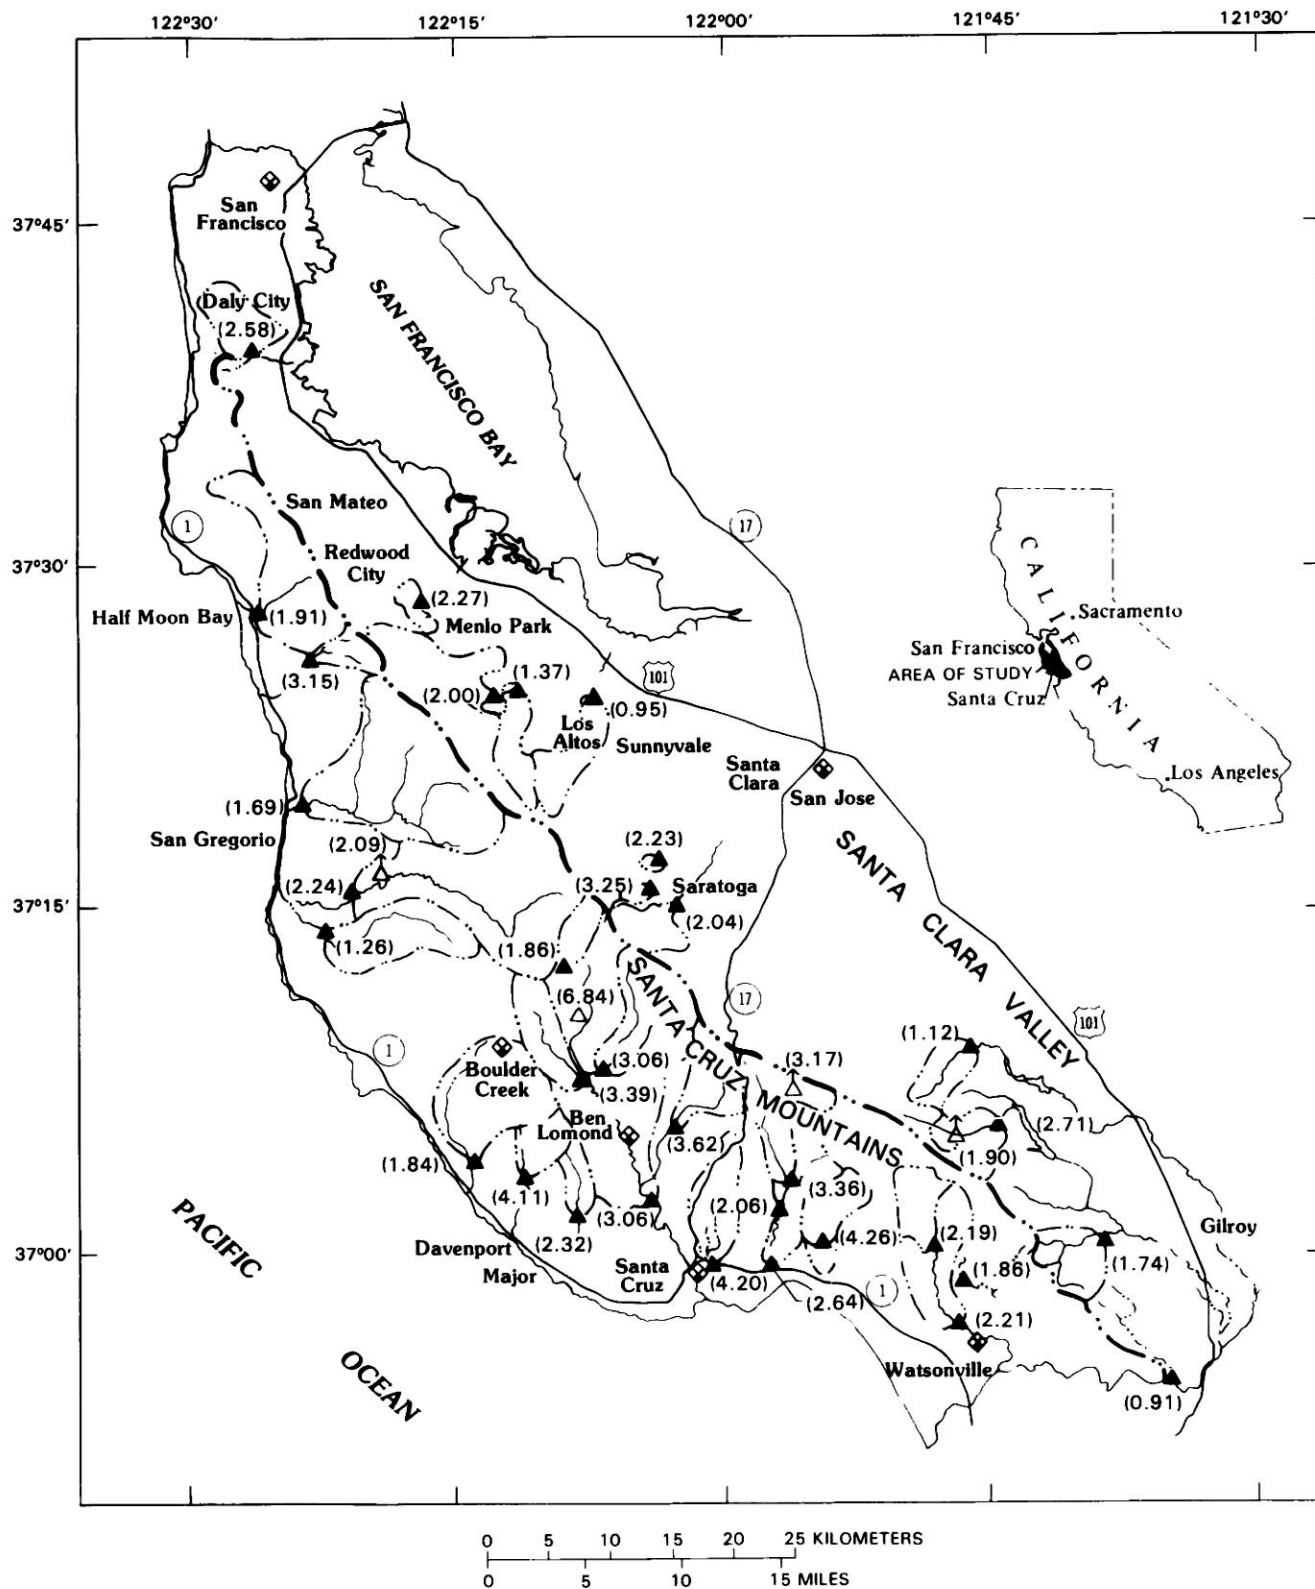 122°30'
122°15'
122°00'
121°45'
121°30'
37°45'
San
Francisco
Daly City
(2.58)
SAN FRANCISCO BAY
San Mateo
1
17
Redwood
City
37°30'
CALIFORNIA
Sacramento
San Francisco
AREA OF STUDY
Santa Cruz
Los Angeles
(2.27)
Half Moon Bay
(1.91)
Menlo Park
(3.15)
(1.37)
101
(2.00)
(0.95)
Los
Altos
Sunnyvale
Santa
Clara
San Jose
(1.69)
San Gregorio
(2.09)
(2.23)
SANTA CLARA VALLEY
(2.24)
(3.25)
Saratoga
37°15'
(2.04)
(1.26)
(1.86)
SANTA CRUZ MOUNTAINS
(6.84)
17
101
1
(1.12)
Boulder
Creek
(3.06)
(3.17)
(3.39)
Ben
Lomond
(3.62)
(2.71)
(1.90)
(1.84)
(4.11)
(3.36)
(3.06)
(2.06)
PACIFIC
OCEAN
(2.32)
(4.26)
(2.19)
Gilroy
37°00'
Davenport
Major
Santa
Cruz
(4.20)
(2.64)
1
(1.86)
(1.74)
(2.21)
Watsonville
(0.91)
0 5 10 15 20 25 KILOMETERS
0 5 10 15 MILES